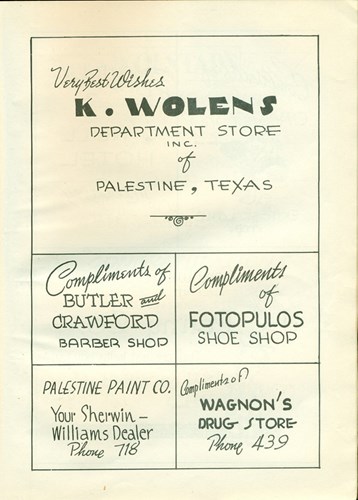 Very Best Wishes
K. WOLENS
DEPARTMENT STORE
INC.
of
PALESTINE, TEXAS
Compliments of
BUTLER and
CRAWFORD
BARBER SHOP
Compliments
of
FOTOPULOS
SHOE SHOP
PALESTINE PAINT CO.
Your Sherwin-
Williams Dealer
Phone 718
Compliments of
WAGNON'S
DRUG STORE
Phone 439